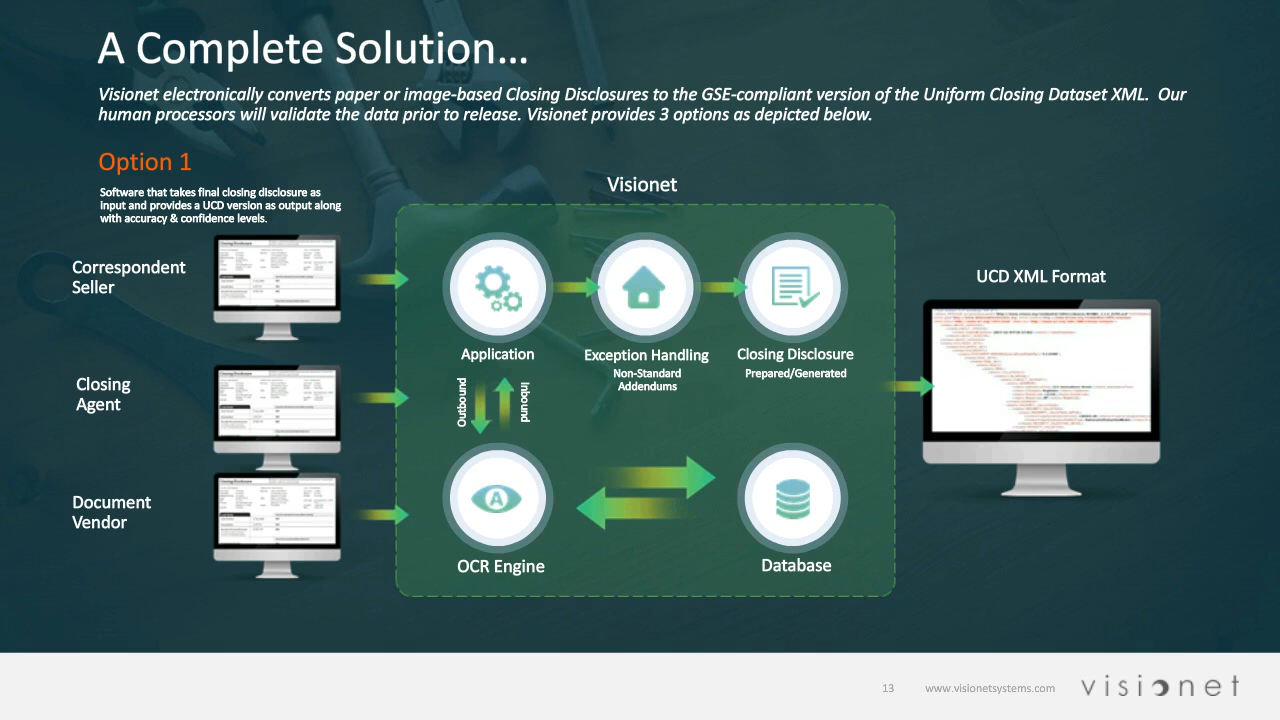 A Complete Solution...
Visionet electronically converts paper or image-based Closing Disclosures to the GSE-compliant version of the Uniform Closing Dataset XML. Our
human processors will validate the data prior to release. Visionet provides 3 options as depicted below.
Option 1
Software that takes final closing disclosure as
input and provides a UCD version as output along
with accuracy & confidence levels.
Visionet
Correspondent
Seller
Closing
Agent
Document
Vendor
Application
Exception Handling
Non-Standard
Addendums
Closing Disclosure
Prepared/Generated
Outbound
Inbound
A
OCR Engine
Database
UCD XML Format
13
www.visionetsystems.com
visionet